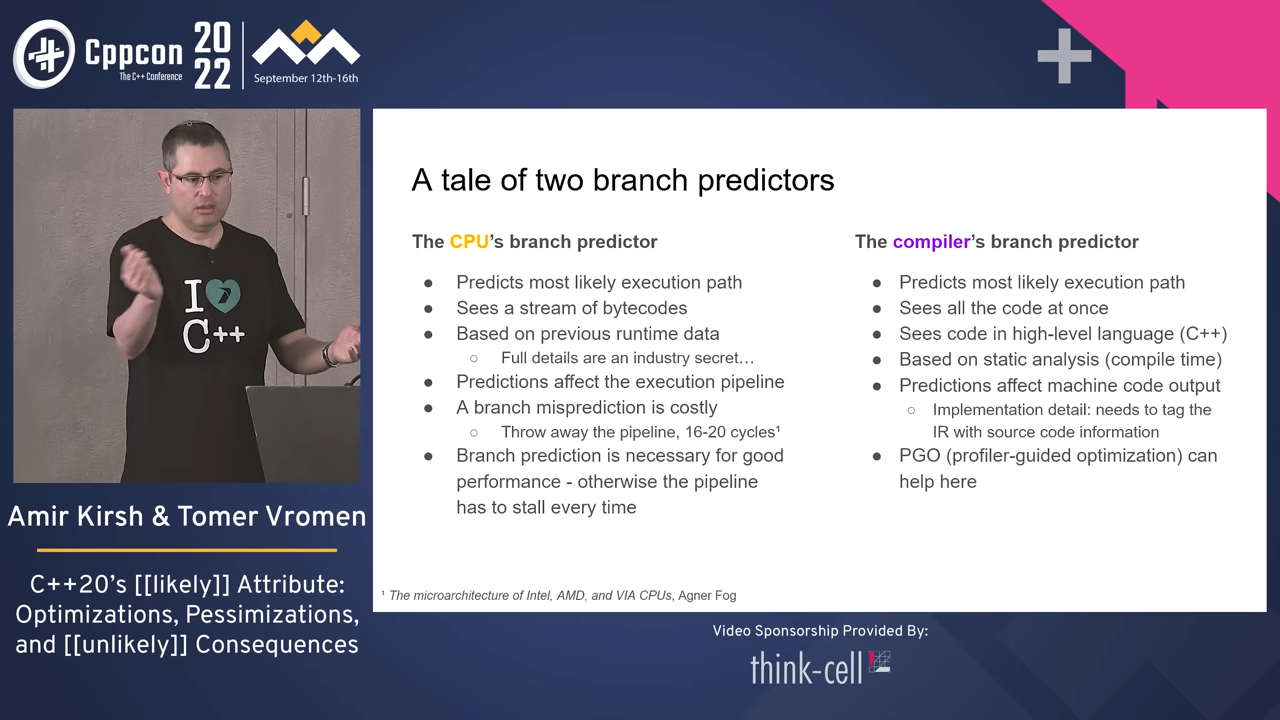 Cppcon
The C++ Conference
20
22
September 12th-16th
I
C++
Amir Kirsh & Tomer Vromen
C++20's [[likely]] Attribute:
Optimizations, Pessimizations,
and [[unlikely]] Consequences
A tale of two branch predictors
The CPU's branch predictor
● Predicts most likely execution path
● Sees a stream of bytecodes
● Based on previous runtime data
○ Full details are an industry secret…
● Predictions affect the execution pipeline
● A branch misprediction is costly
○ Throw away the pipeline, 16-20 cycles¹
● Branch prediction is necessary for good
performance - otherwise the pipeline
has to stall every time
The compiler's branch predictor
● Predicts most likely execution path
● Sees all the code at once
● Sees code in high-level language (C++)
● Based on static analysis (compile time)
● Predictions affect machine code output
○ Implementation detail: needs to tag the
IR with source code information
● PGO (profiler-guided optimization) can
help here
¹ The microarchitecture of Intel, AMD, and VIA CPUs, Agner Fog
Video Sponsorship Provided By:
think-cell